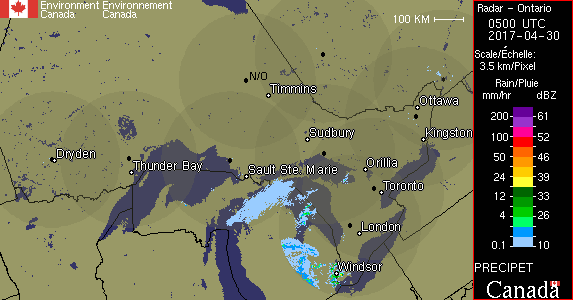 Environment Environnement
Canada Canada
100 KM
N/O
Timmins
Ottawa
Sudbury
Kingston
Dryden
Thunder Bay
Sault Ste. Marie
Orillia
Toronto
London
Windsor
Radar - Ontario
0500 UTC
2017-04-30
Scale/Échelle:
3.5 km/Pixel
Rain/Pluie
mm/hr dBZ
200 61
100 52
50 46
24 39
12 33
4 26
0.1 10
PRECIPET
Canada